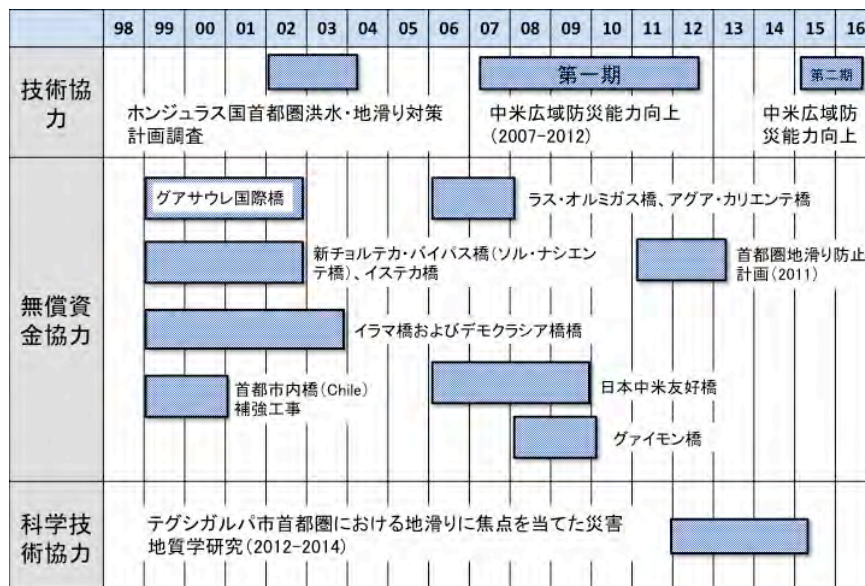 98 99 00 01 02 03 04 05 06 07 08 09 10 11 12 13 14 15 16
技術協
力
第一期
第二期
ホンジュラス国首都圏洪水・地滑り対策
計画調査
中米広域防災能力向上
(2007-2012)
中米広域防
災能力向上
無償資
金協力
グアサウレ国際橋
ラス・オルミガス橋、アグア・カリエンテ橋
新チョルテカ・バイパス橋(ソル・ナシエン
テ橋)、イステカ橋
首都圏地滑り防止
計画(2011)
イラマ橋およびデモクラシア橋橋
首都市内橋(Chile)
補強工事
日本中米友好橋
グァイモン橋
科学技
術協力
テグシガルパ市首都圏における地滑りに焦点を当てた災害
地質学研究(2012-2014)